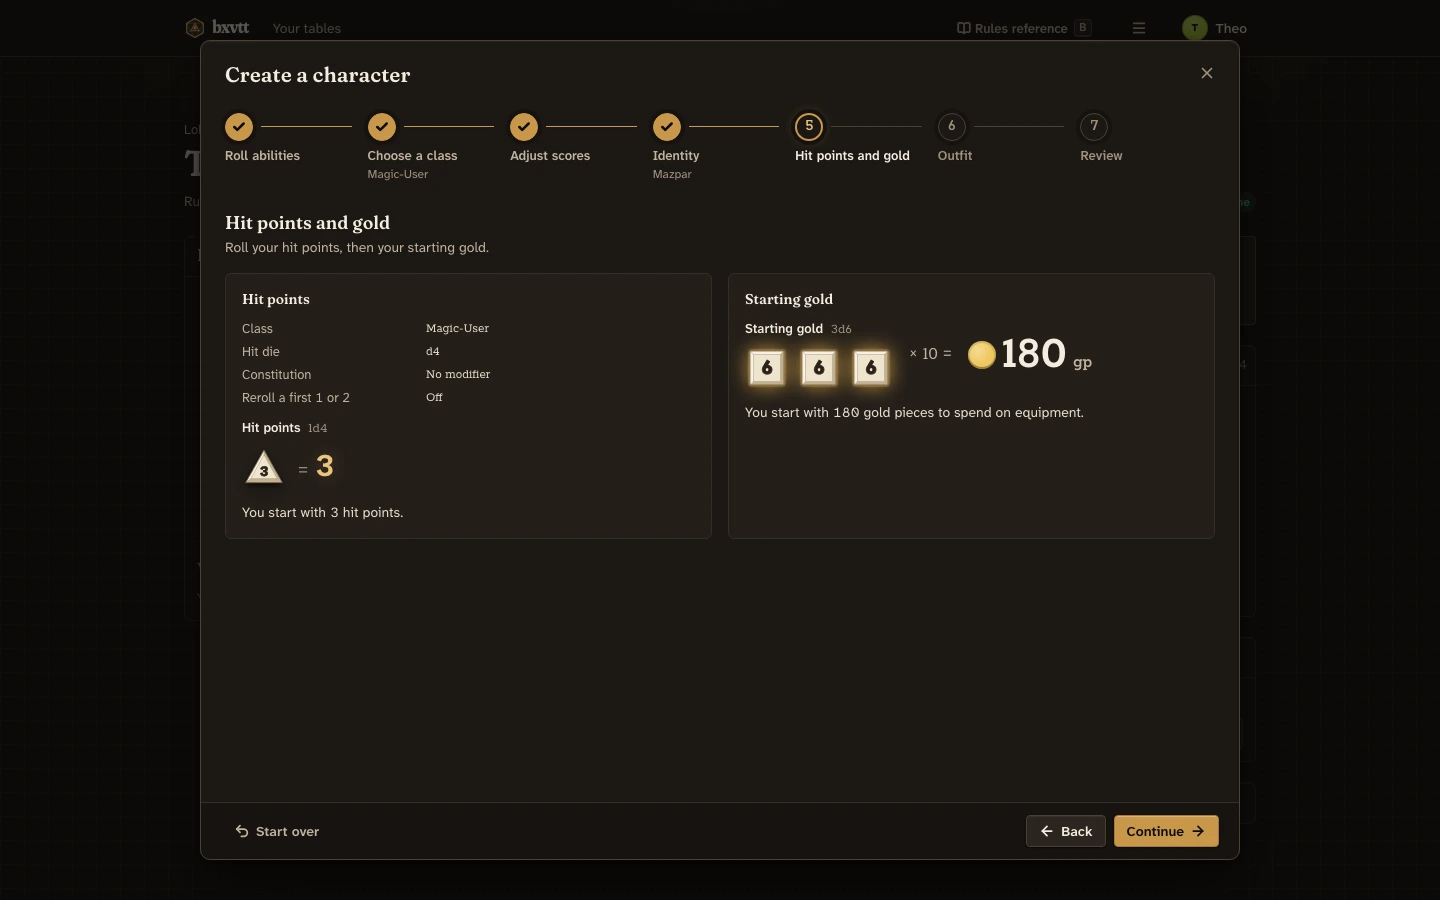 bxvtt Your tables Rules reference B T Theo
Create a character
5 6 7
Roll abilities Choose a class Adjust scores Identity Hit points and gold Outfit Review
Magic-User Mazpar
Hit points and gold
Roll your hit points, then your starting gold.
Hit points
Class Magic-User
Hit die d4
Constitution No modifier
Reroll a first 1 or 2 Off
Hit points 1d4
3 = 3
You start with 3 hit points.
Starting gold
Starting gold 3d6
6 6 6 × 10 = 180 gp
You start with 180 gold pieces to spend on equipment.
Start over Back Continue